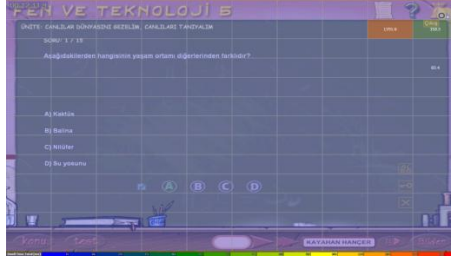 FEN VE TEKNOLOJİ 5
ÜNİTE: CANLILAR DÜNYASINI GEZELİM, CANLILARI TANIYALIM
Çıkış
SORU: 1 / 15
Aşağıdakilerden hangisinin yaşam ortamı diğerlerinden farklıdır?
A) Kaktüs
B) Balina
C) Nilüfer
D) Su yosunu
A B C D
KAYAHAN HANÇER